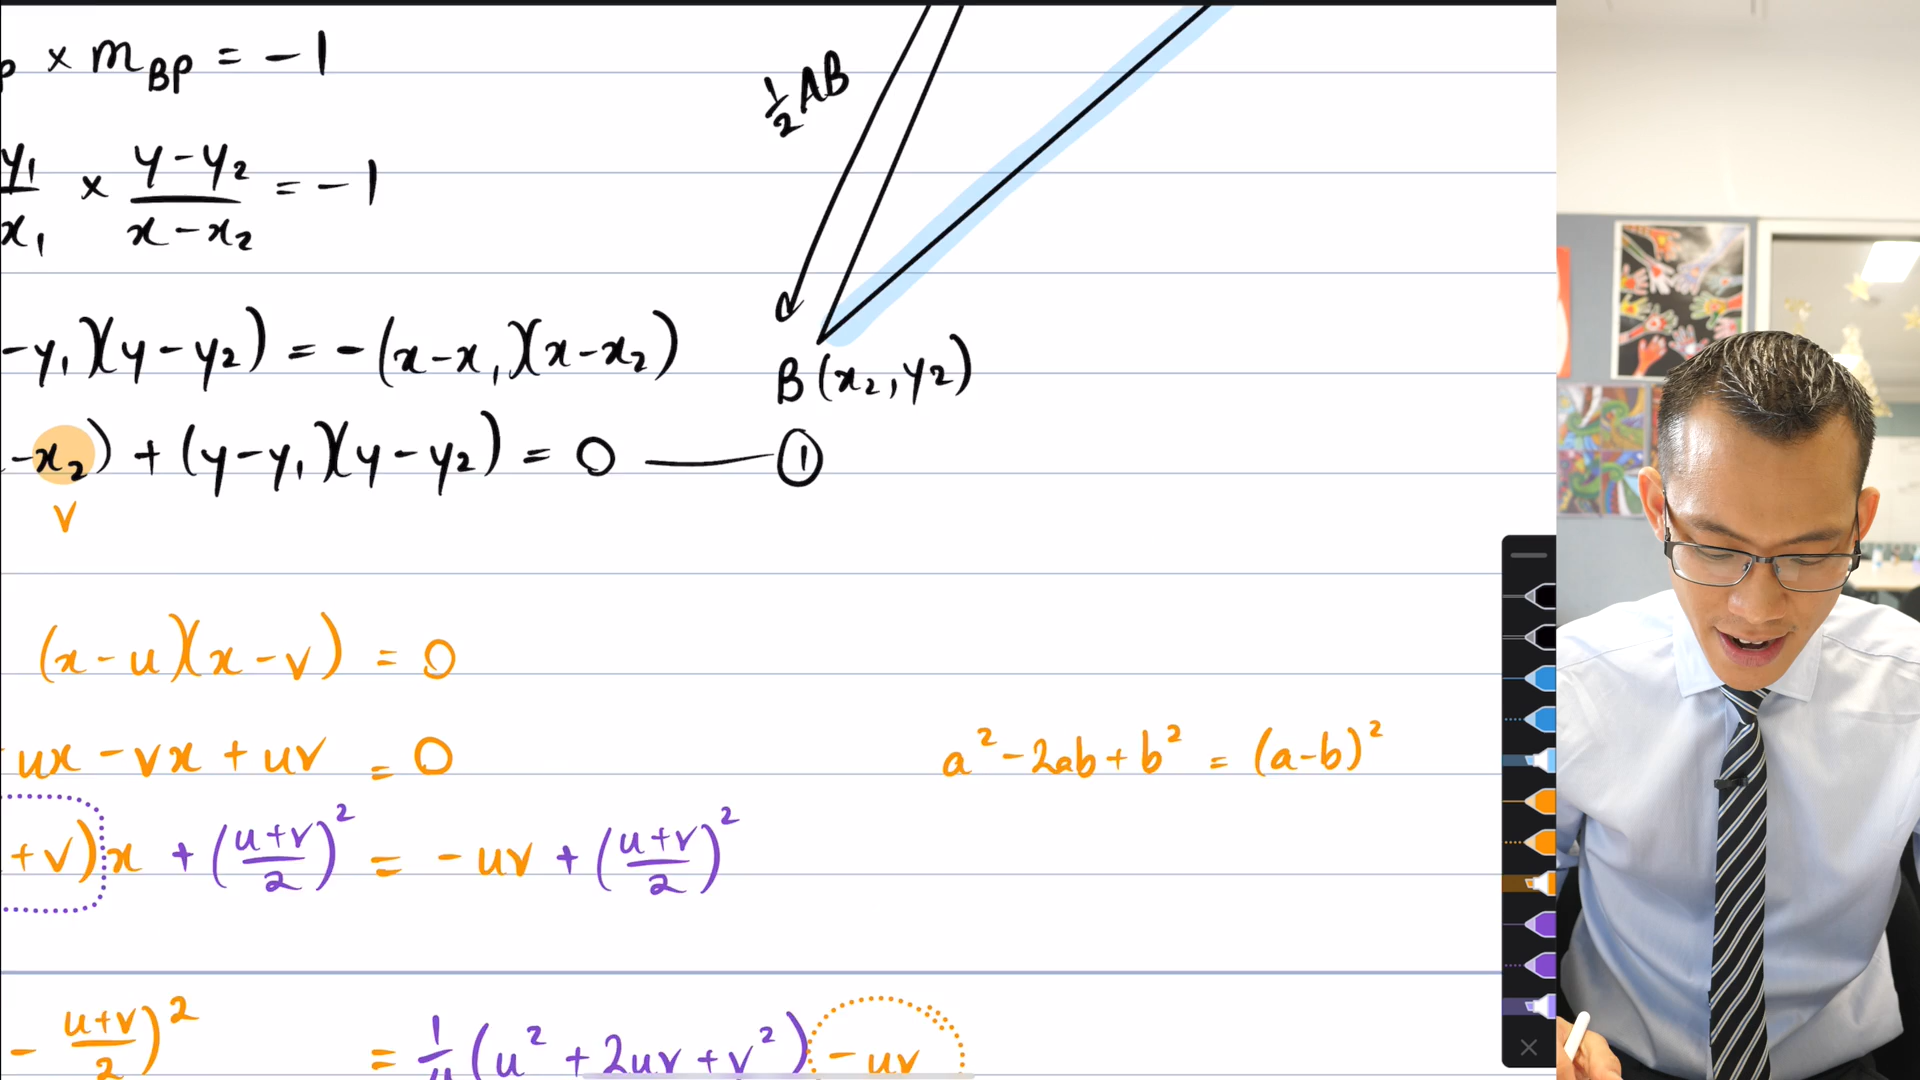 P × m_BP = -1
½AB
y₁/x₁ × (y-y₂)/(x-x₂) = -1
-y₁)(y-y₂) = -(x-x₁)(x-x₂)
B(x₂,y₂)
-x₂) + (y-y₁)(y-y₂) = 0 —— ①
v
(x-u)(x-v) = 0
ux - vx + uv = 0
a² - 2ab + b² = (a-b)²
+v)x + ((u+v)/2)² = -uv + ((u+v)/2)²
- (u+v)/2)² = 1/4(u² + 2uv + v²) - uv